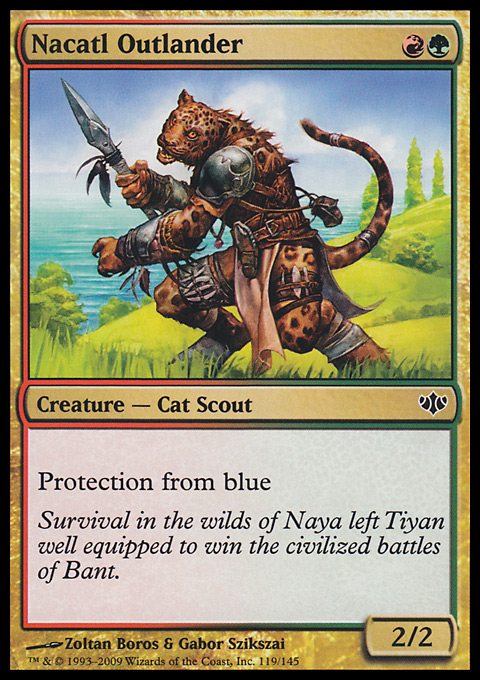 Nacatl Outlander
Creature — Cat Scout
Protection from blue
Survival in the wilds of Naya left Tiyan
well equipped to win the civilized battles
of Bant.
Zoltan Boros & Gabor Szikszai
2/2
™ & © 1993–2009 Wizards of the Coast, Inc. 119/145